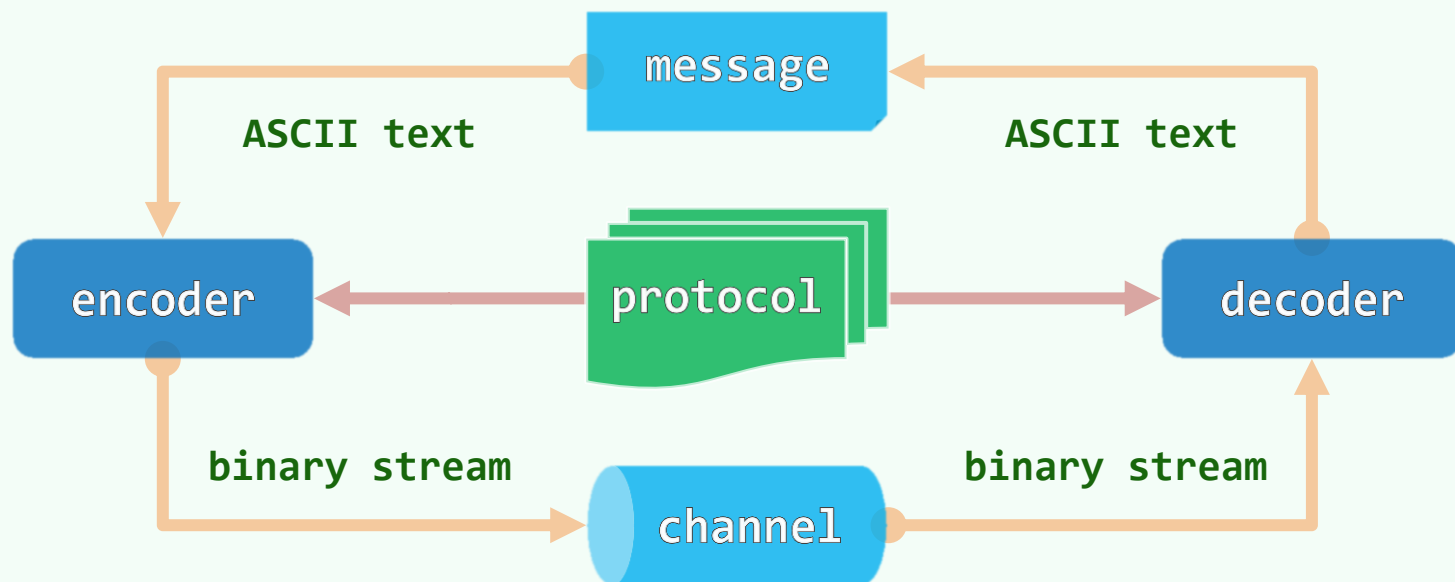 message
ASCII text
ASCII text
encoder
protocol
decoder
binary stream
binary stream
channel